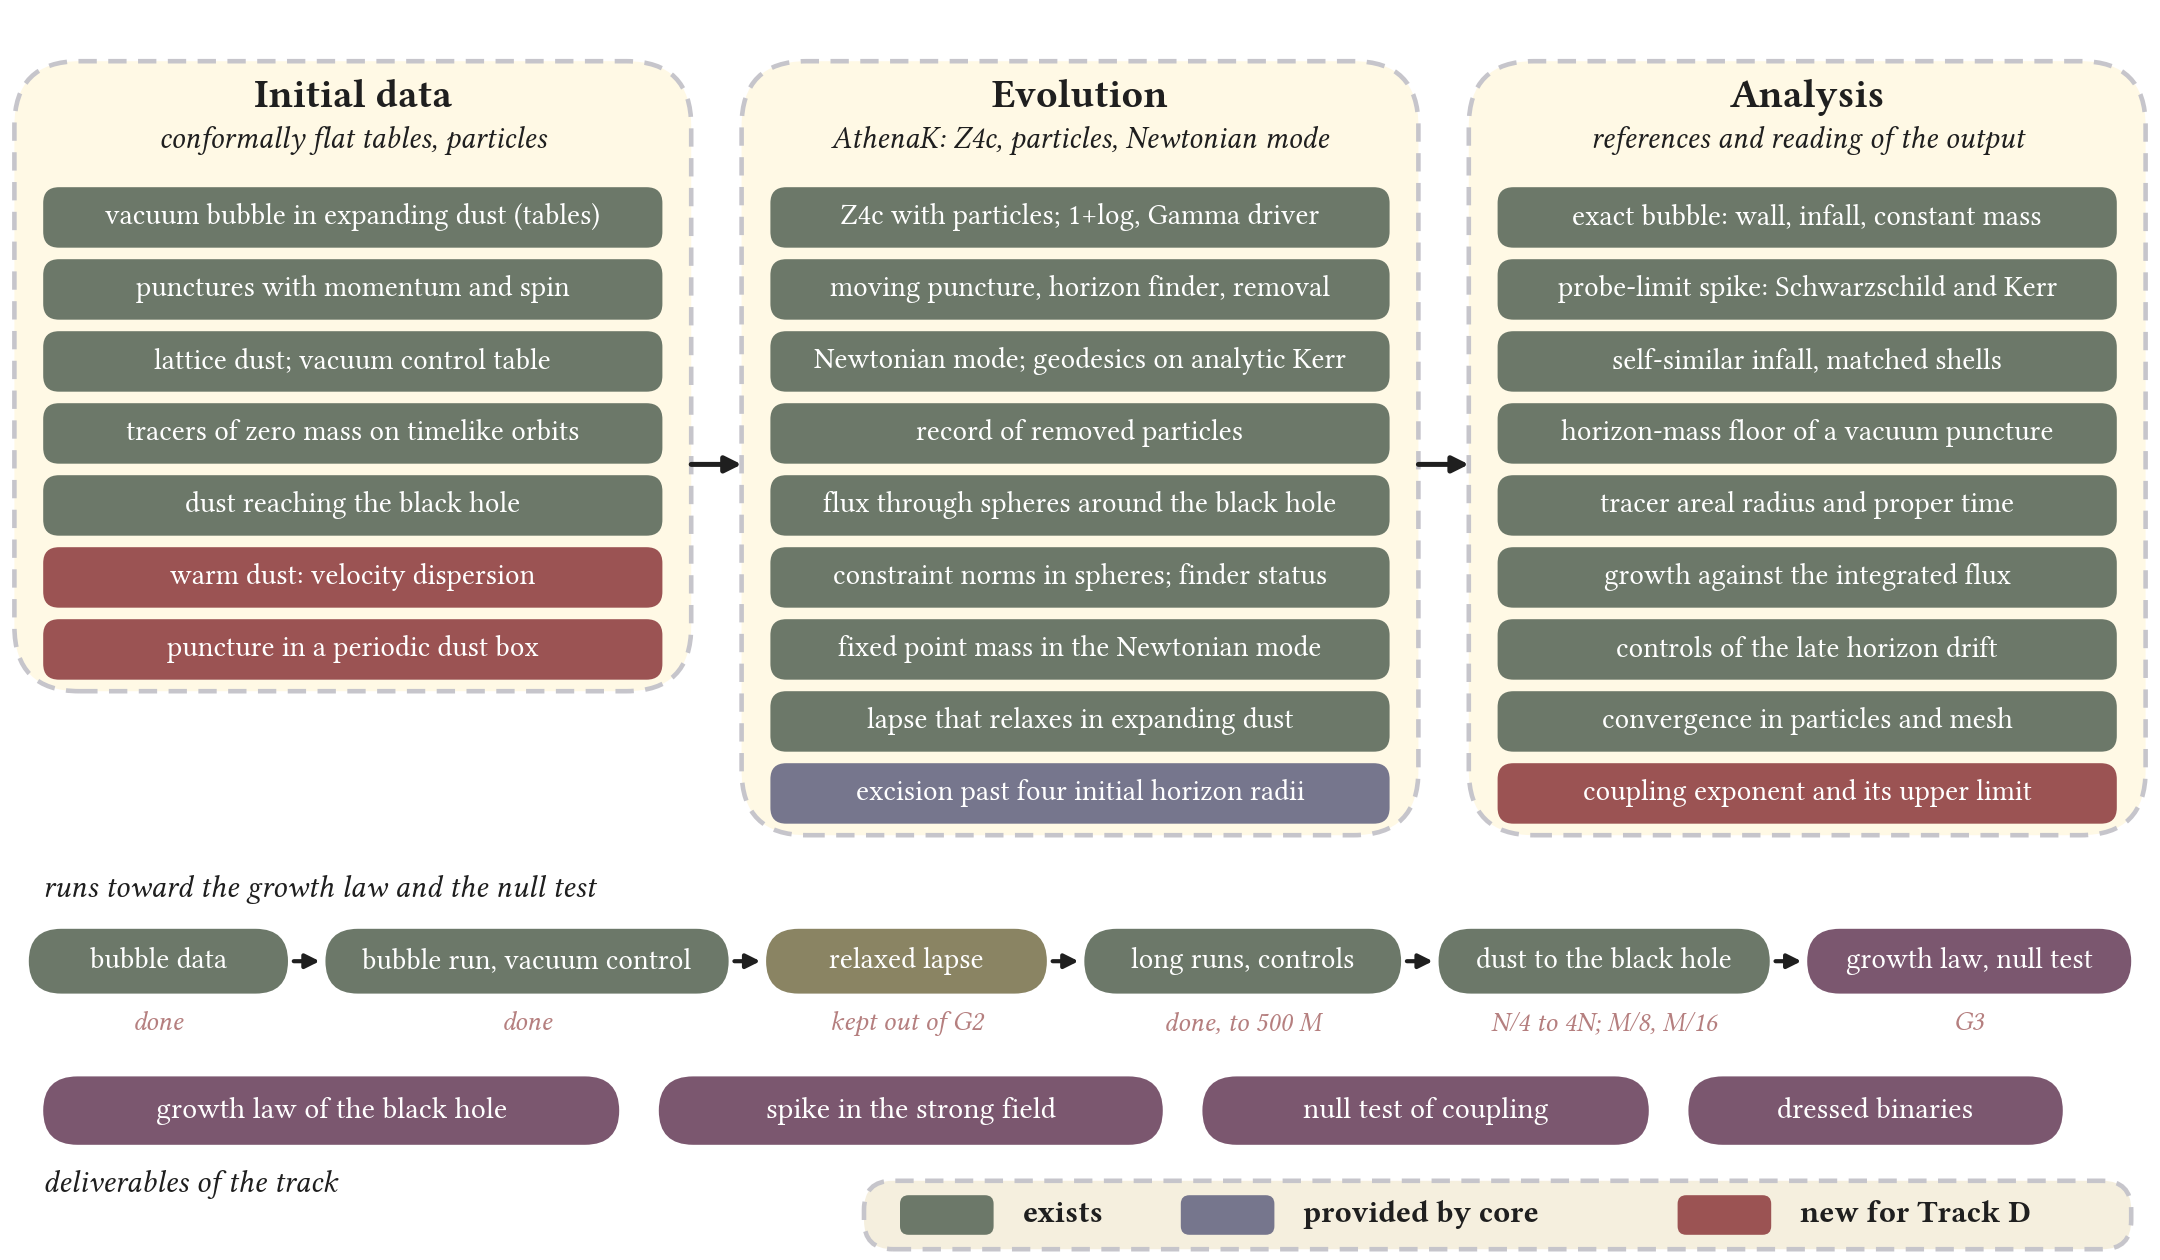 Initial data
conformally flat tables, particles
vacuum bubble in expanding dust (tables)
punctures with momentum and spin
lattice dust; vacuum control table
tracers of zero mass on timelike orbits
dust reaching the black hole
warm dust: velocity dispersion
puncture in a periodic dust box
Evolution
AthenaK: Z4c, particles, Newtonian mode
Z4c with particles; 1+log, Gamma driver
moving puncture, horizon finder, removal
Newtonian mode; geodesics on analytic Kerr
record of removed particles
flux through spheres around the black hole
constraint norms in spheres; finder status
fixed point mass in the Newtonian mode
lapse that relaxes in expanding dust
excision past four initial horizon radii
Analysis
references and reading of the output
exact bubble: wall, infall, constant mass
probe-limit spike: Schwarzschild and Kerr
self-similar infall, matched shells
horizon-mass floor of a vacuum puncture
tracer areal radius and proper time
growth against the integrated flux
controls of the late horizon drift
convergence in particles and mesh
coupling exponent and its upper limit
runs toward the growth law and the null test
bubble data
done
bubble run, vacuum control
done
relaxed lapse
kept out of G2
long runs, controls
done, to 500 M
dust to the black hole
N/4 to 4N; M/8, M/16
growth law, null test
G3
growth law of the black hole
spike in the strong field
null test of coupling
dressed binaries
deliverables of the track
exists
provided by core
new for Track D